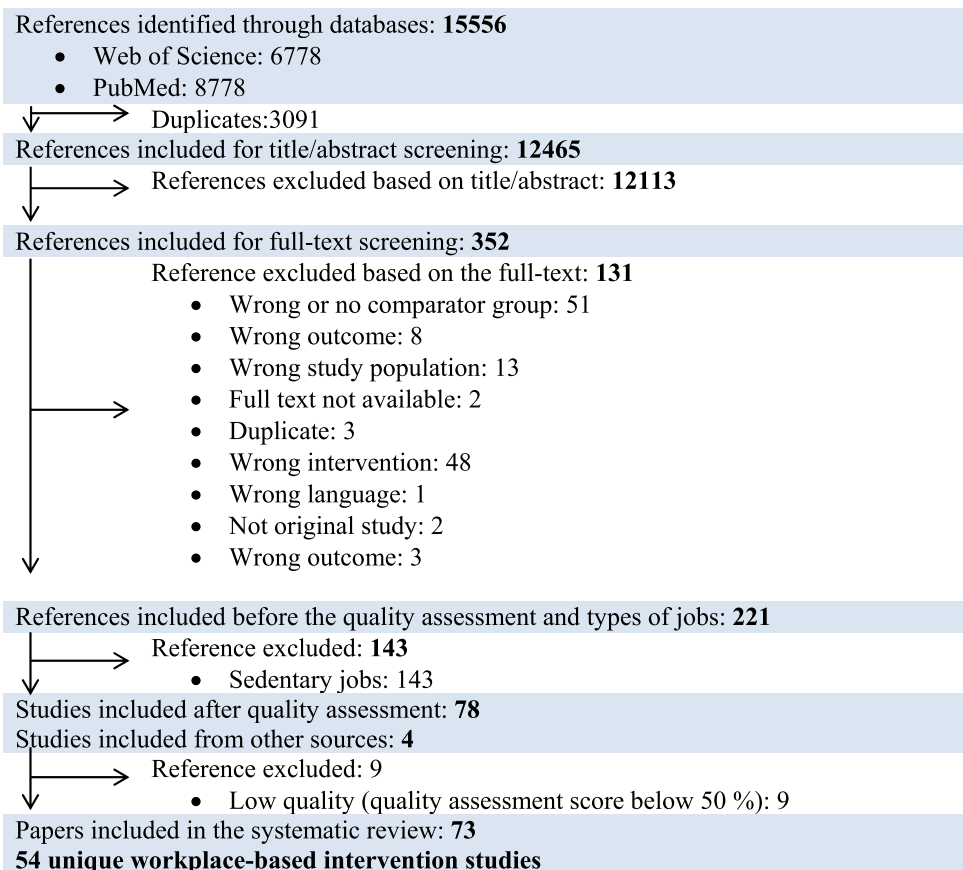 References identified through databases: 15556
• Web of Science: 6778
• PubMed: 8778
Duplicates:3091
References included for title/abstract screening: 12465
References excluded based on title/abstract: 12113
References included for full-text screening: 352
Reference excluded based on the full-text: 131
• Wrong or no comparator group: 51
• Wrong outcome: 8
• Wrong study population: 13
• Full text not available: 2
• Duplicate: 3
• Wrong intervention: 48
• Wrong language: 1
• Not original study: 2
• Wrong outcome: 3
References included before the quality assessment and types of jobs: 221
Reference excluded: 143
• Sedentary jobs: 143
Studies included after quality assessment: 78
Studies included from other sources: 4
Reference excluded: 9
• Low quality (quality assessment score below 50 %): 9
Papers included in the systematic review: 73
54 unique workplace-based intervention studies